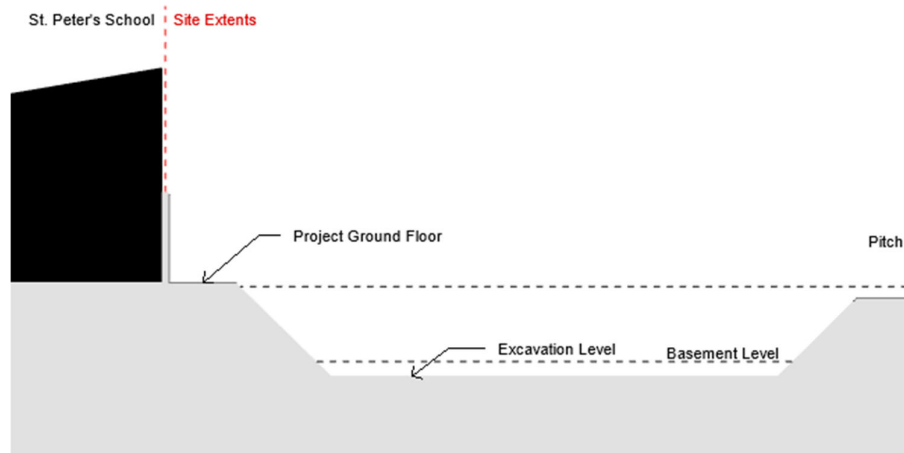 St. Peter's School
Site Extents
Project Ground Floor
Pitch
Excavation Level
Basement Level